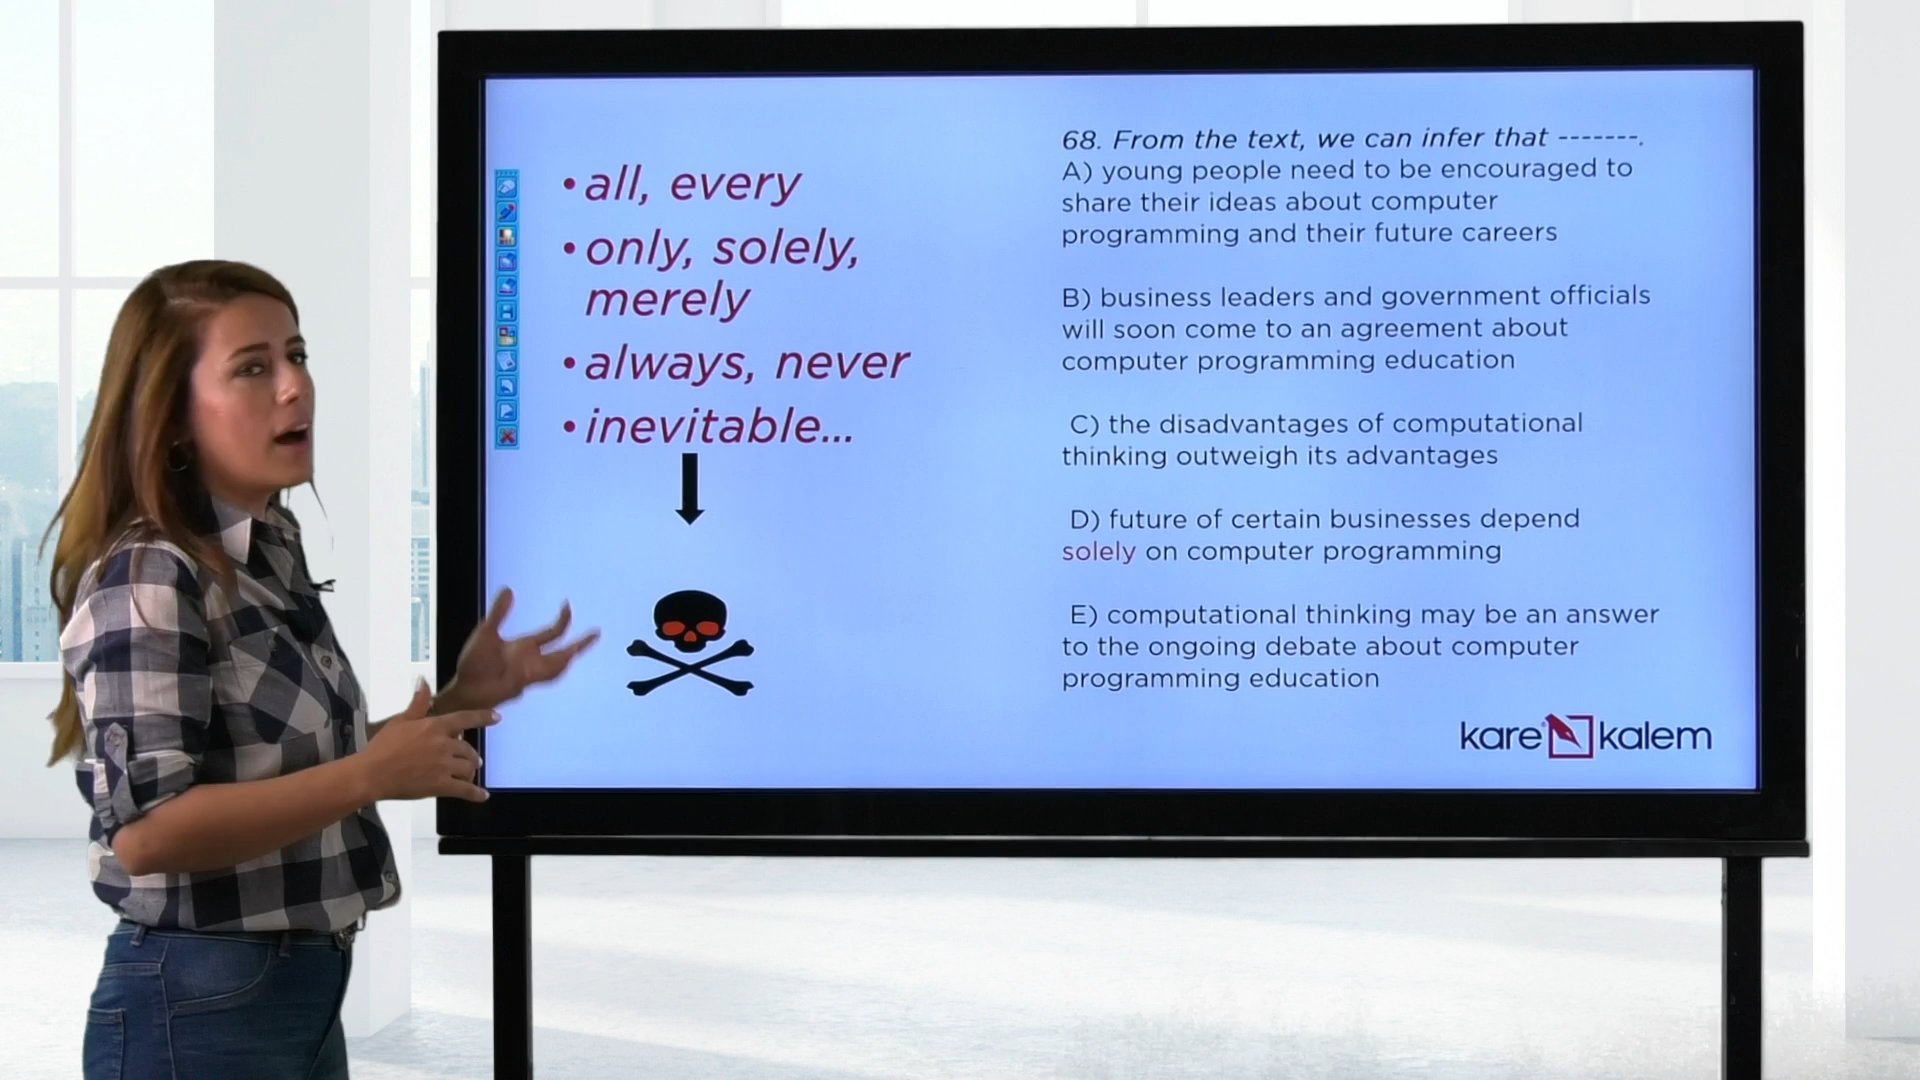 •all, every
•only, solely,
merely
•always, never
•inevitable...
68. From the text, we can infer that -------.
A) young people need to be encouraged to
share their ideas about computer
programming and their future careers
B) business leaders and government officials
will soon come to an agreement about
computer programming education
C) the disadvantages of computational
thinking outweigh its advantages
D) future of certain businesses depend
solely on computer programming
E) computational thinking may be an answer
to the ongoing debate about computer
programming education
kare kalem